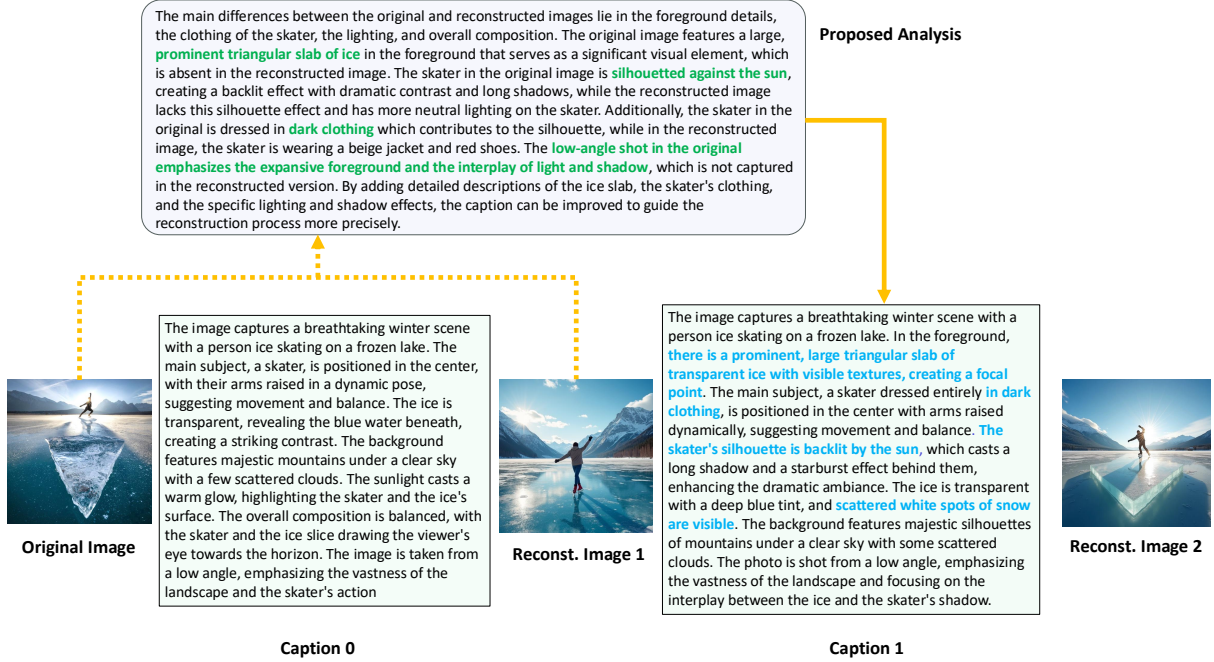 The main differences between the original and reconstructed images lie in the foreground details,
the clothing of the skater, the lighting, and overall composition. The original image features a large,
prominent triangular slab of ice in the foreground that serves as a significant visual element, which
is absent in the reconstructed image. The skater in the original image is silhouetted against the sun,
creating a backlit effect with dramatic contrast and long shadows, while the reconstructed image
lacks this silhouette effect and has more neutral lighting on the skater. Additionally, the skater in the
original is dressed in dark clothing which contributes to the silhouette, while in the reconstructed
image, the skater is wearing a beige jacket and red shoes. The low-angle shot in the original
emphasizes the expansive foreground and the interplay of light and shadow, which is not captured
in the reconstructed version. By adding detailed descriptions of the ice slab, the skater's clothing,
and the specific lighting and shadow effects, the caption can be improved to guide the
reconstruction process more precisely.
Proposed Analysis
Original Image
The image captures a breathtaking winter scene
with a person ice skating on a frozen lake. The
main subject, a skater, is positioned in the center,
with their arms raised in a dynamic pose,
suggesting movement and balance. The ice is
transparent, revealing the blue water beneath,
creating a striking contrast. The background
features majestic mountains under a clear sky
with a few scattered clouds. The sunlight casts a
warm glow, highlighting the skater and the ice's
surface. The overall composition is balanced, with
the skater and the ice slice drawing the viewer's
eye towards the horizon. The image is taken from
a low angle, emphasizing the vastness of the
landscape and the skater's action
Caption 0
Reconst. Image 1
The image captures a breathtaking winter scene with a
person ice skating on a frozen lake. In the foreground,
there is a prominent, large triangular slab of
transparent ice with visible textures, creating a focal
point. The main subject, a skater dressed entirely in dark
clothing, is positioned in the center with arms raised
dynamically, suggesting movement and balance. The
skater's silhouette is backlit by the sun, which casts a
long shadow and a starburst effect behind them,
enhancing the dramatic ambiance. The ice is transparent
with a deep blue tint, and scattered white spots of snow
are visible. The background features majestic silhouettes
of mountains under a clear sky with some scattered
clouds. The photo is shot from a low angle, emphasizing
the vastness of the landscape and focusing on the
interplay between the ice and the skater's shadow.
Caption 1
Reconst. Image 2